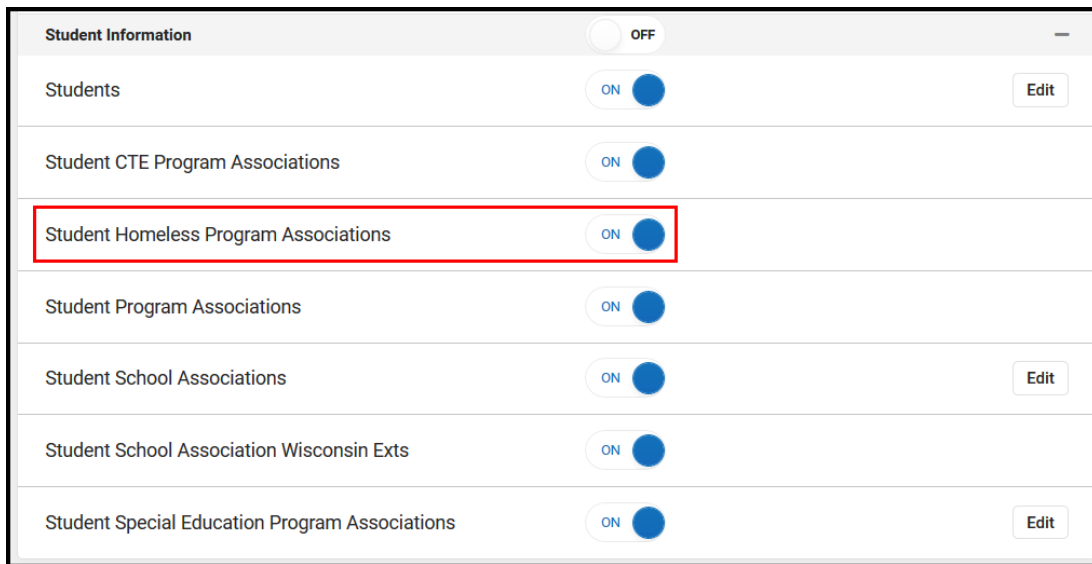 Student Information OFF
Students ON Edit
Student CTE Program Associations ON
Student Homeless Program Associations ON
Student Program Associations ON
Student School Associations ON Edit
Student School Association Wisconsin Exts ON
Student Special Education Program Associations ON Edit